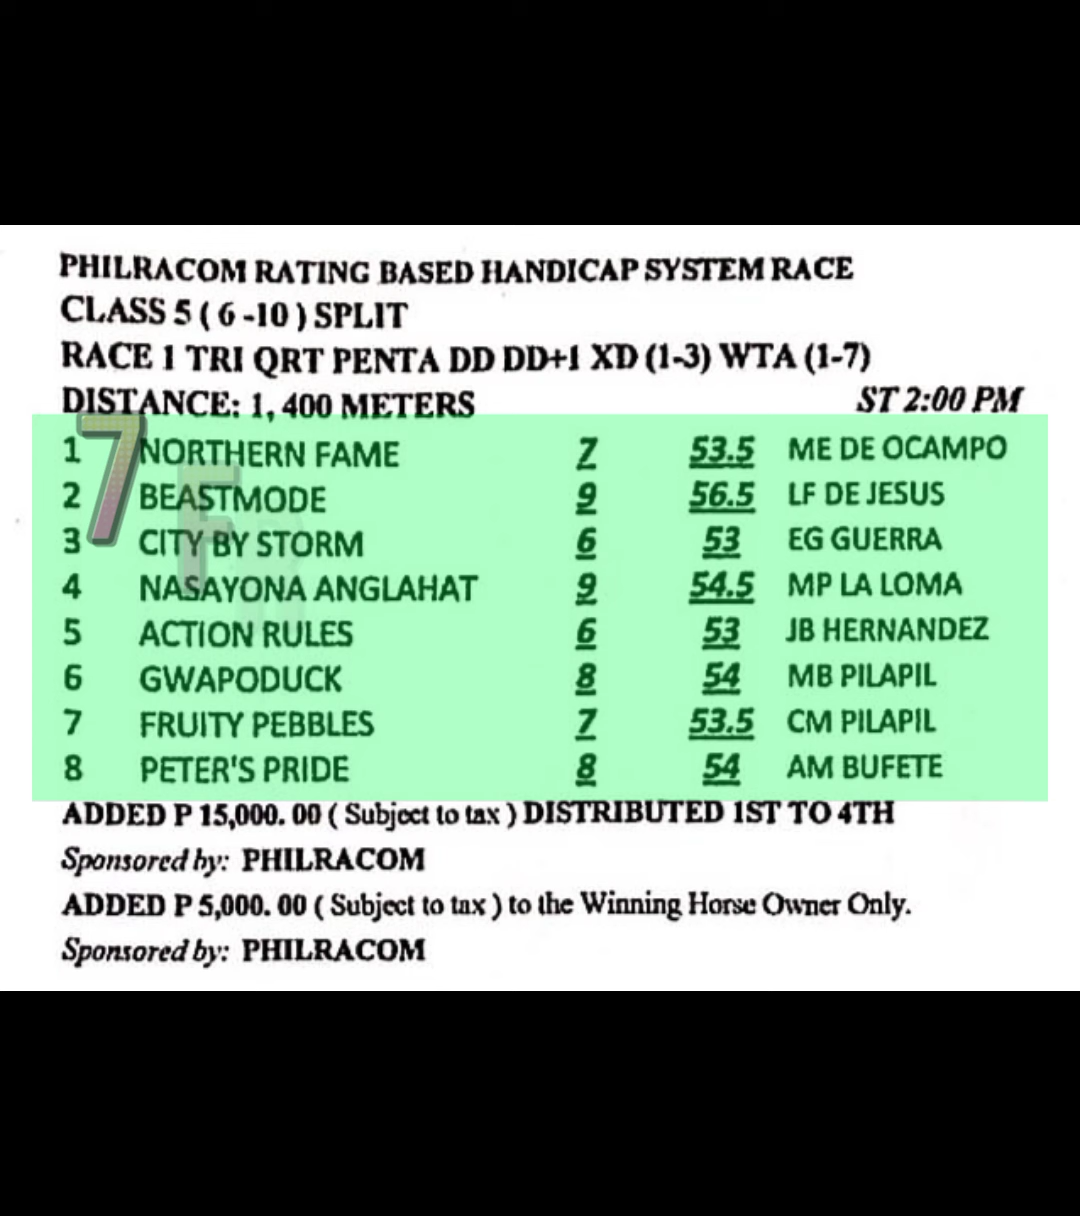 PHILRACOM RATING BASED HANDICAP SYSTEM RACE
CLASS 5 ( 6 -10 ) SPLIT
RACE 1 TRI QRT PENTA DD DD+1 XD (1-3) WTA (1-7)
DISTANCE: 1, 400 METERS ST 2:00 PM
7
F
1 NORTHERN FAME 7 53.5 ME DE OCAMPO
2 BEASTMODE 9 56.5 LF DE JESUS
3 CITY BY STORM 6 53 EG GUERRA
4 NASAYONA ANGLAHAT 9 54.5 MP LA LOMA
5 ACTION RULES 6 53 JB HERNANDEZ
6 GWAPODUCK 8 54 MB PILAPIL
7 FRUITY PEBBLES 7 53.5 CM PILAPIL
8 PETER'S PRIDE 8 54 AM BUFETE
ADDED P 15,000. 00 ( Subject to tax ) DISTRIBUTED 1ST TO 4TH
Sponsored by: PHILRACOM
ADDED P 5,000. 00 ( Subject to tax ) to the Winning Horse Owner Only.
Sponsored by: PHILRACOM